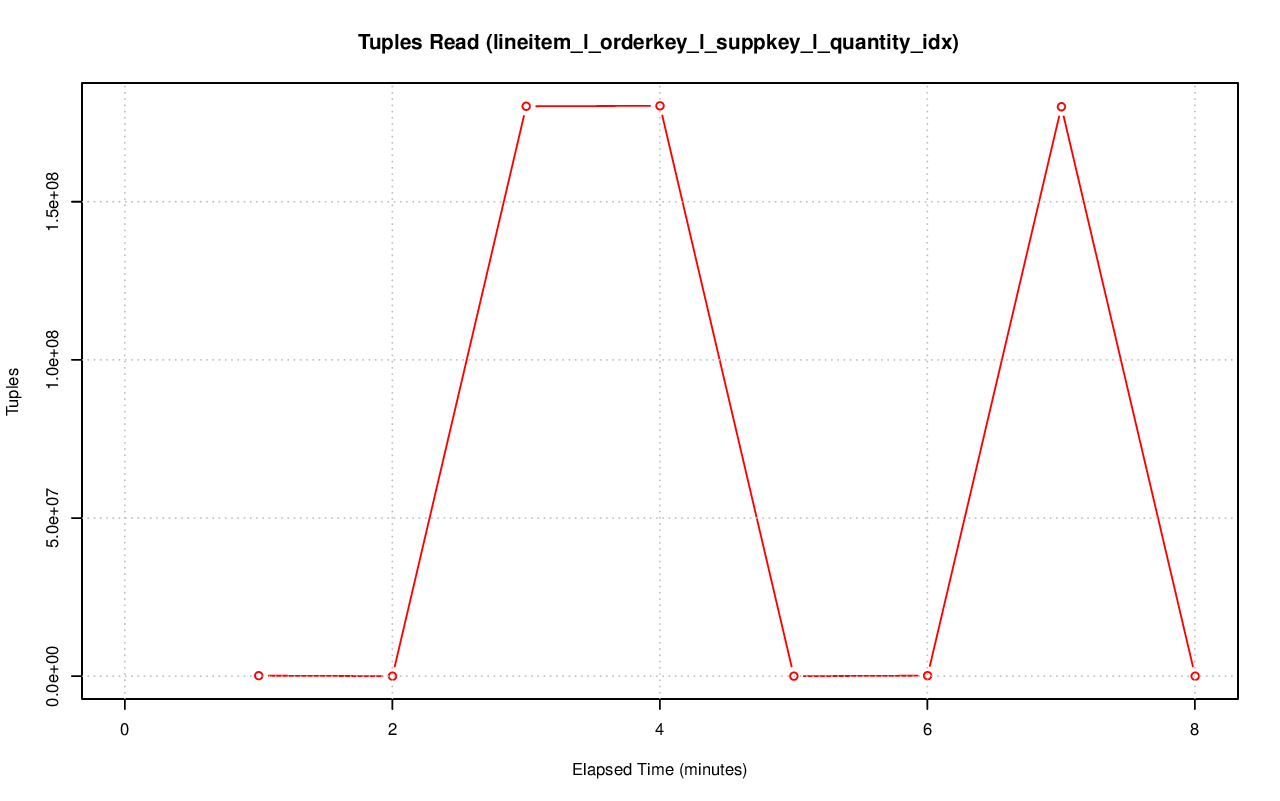 Tuples Read (lineitem_l_orderkey_l_suppkey_l_quantity_idx)
Tuples
1.5e+08
1.0e+08
5.0e+07
0.0e+00
0 2 4 6 8
Elapsed Time (minutes)